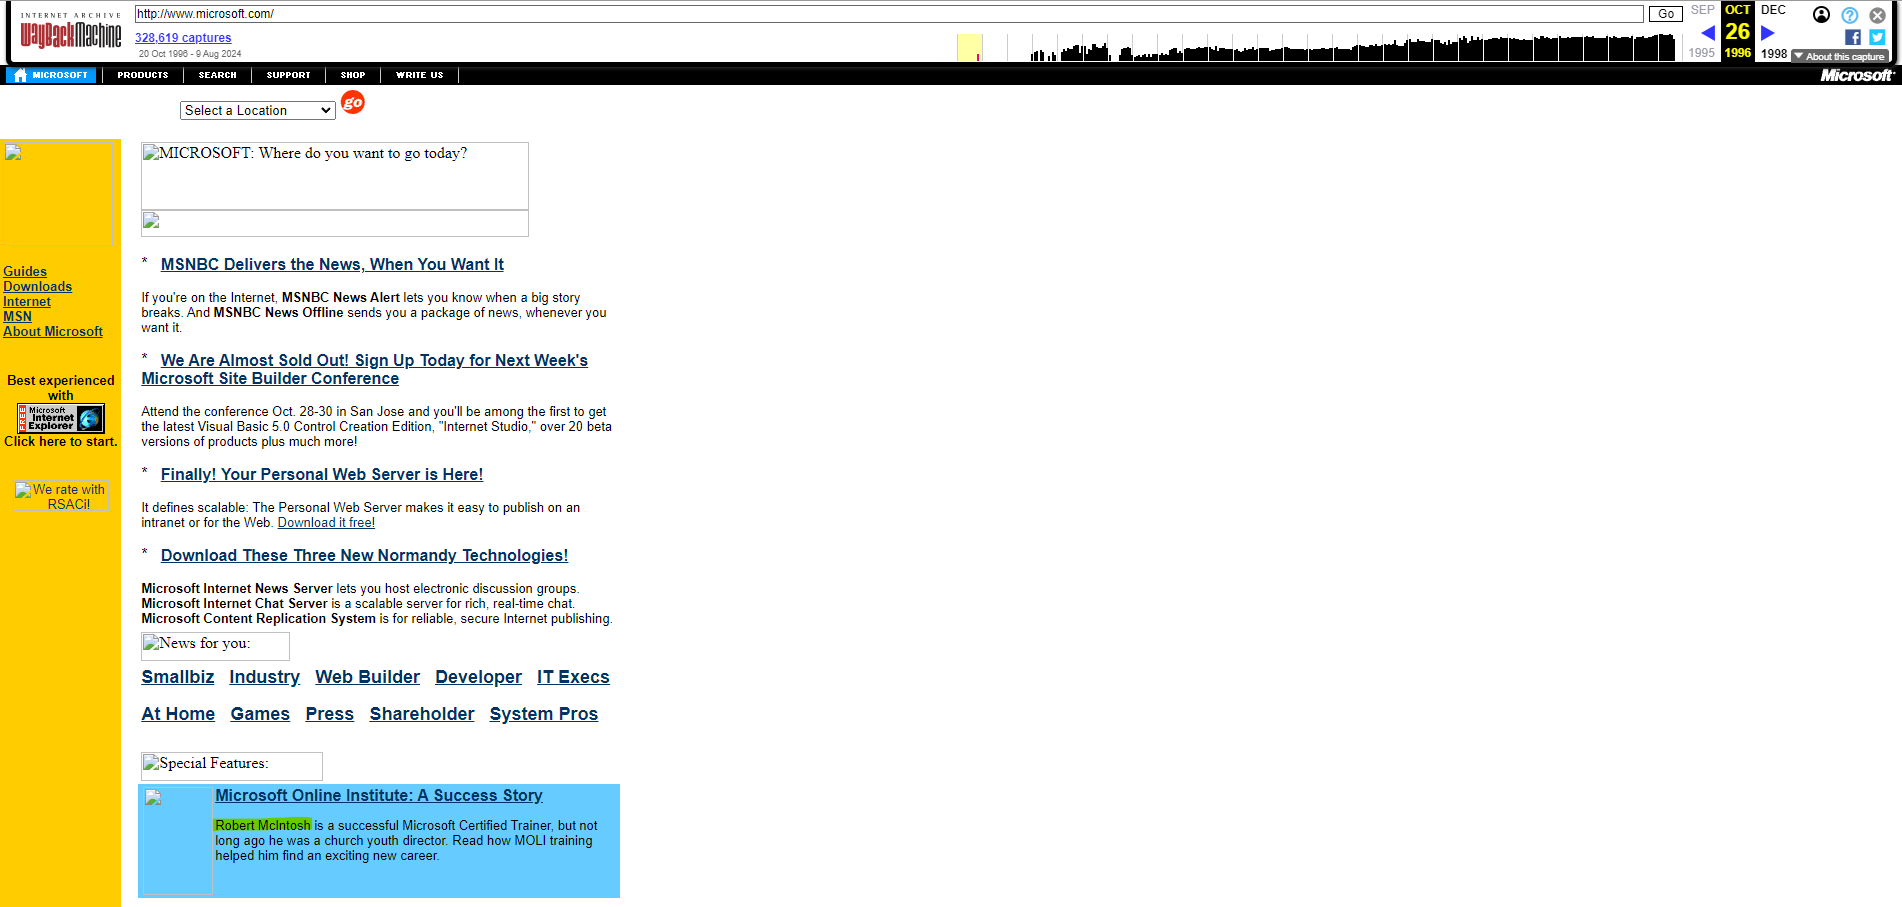 INTERNET ARCHIVE
WayBackMachine
http://www.microsoft.com/
Go
328,619 captures
20 Oct 1996 - 9 Aug 2024
SEP OCT DEC
26
1995 1996 1998
About this capture
MICROSOFT PRODUCTS SEARCH SUPPORT SHOP WRITE US
Microsoft
Select a Location
go
MICROSOFT: Where do you want to go today?
Guides
Downloads
Internet
MSN
About Microsoft
Best experienced
with
FREE
Microsoft
Internet
Explorer
Click here to start.
We rate with
RSACi!
* MSNBC Delivers the News, When You Want It
If you're on the Internet, MSNBC News Alert lets you know when a big story
breaks. And MSNBC News Offline sends you a package of news, whenever you
want it.
* We Are Almost Sold Out! Sign Up Today for Next Week's
Microsoft Site Builder Conference
Attend the conference Oct. 28-30 in San Jose and you'll be among the first to get
the latest Visual Basic 5.0 Control Creation Edition, "Internet Studio," over 20 beta
versions of products plus much more!
* Finally! Your Personal Web Server is Here!
It defines scalable: The Personal Web Server makes it easy to publish on an
intranet or for the Web. Download it free!
* Download These Three New Normandy Technologies!
Microsoft Internet News Server lets you host electronic discussion groups.
Microsoft Internet Chat Server is a scalable server for rich, real-time chat.
Microsoft Content Replication System is for reliable, secure Internet publishing.
News for you:
Smallbiz Industry Web Builder Developer IT Execs
At Home Games Press Shareholder System Pros
Special Features:
Microsoft Online Institute: A Success Story
Robert McIntosh is a successful Microsoft Certified Trainer, but not
long ago he was a church youth director. Read how MOLI training
helped him find an exciting new career.